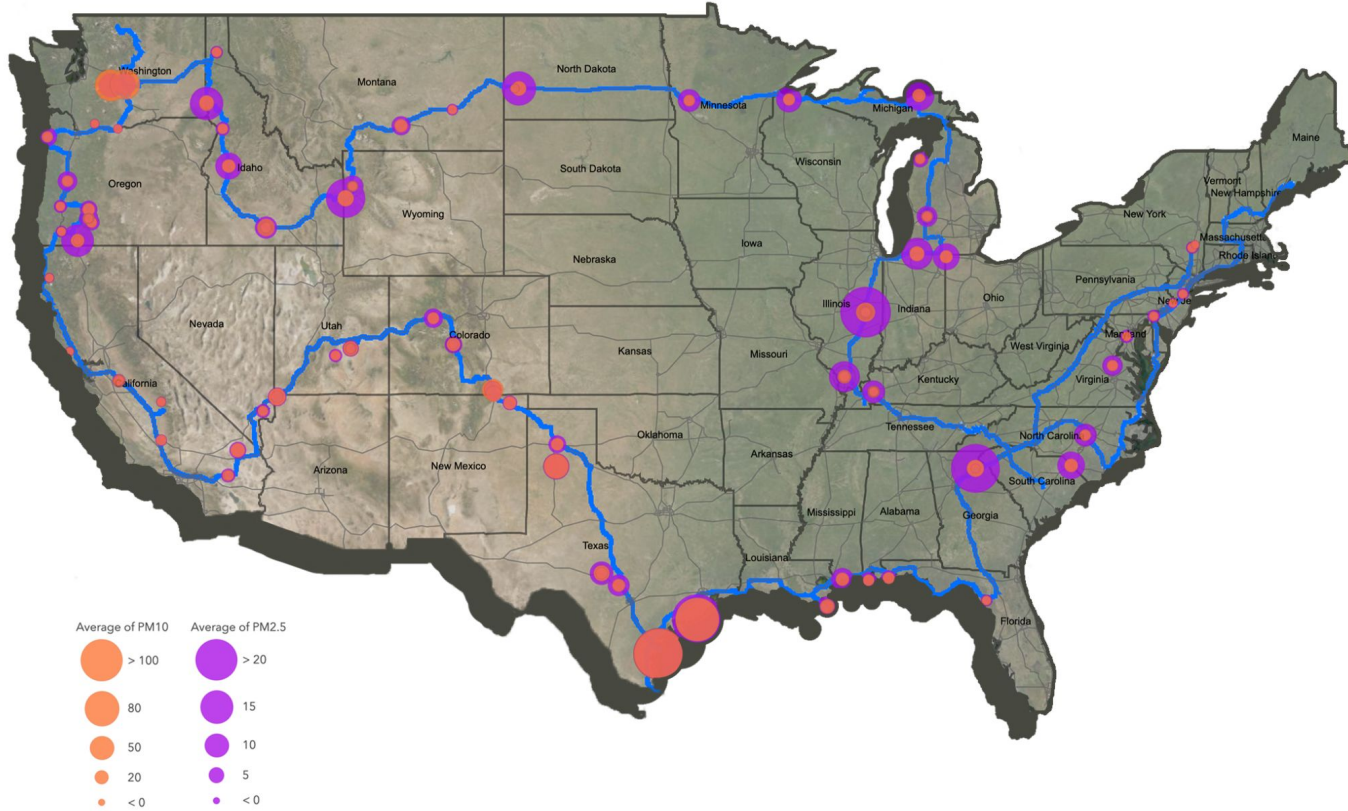 Washington
Montana
North Dakota
Minnesota
Michigan
Maine
Oregon
Idaho
Wyoming
South Dakota
Wisconsin
Vermont
New Hampshire
New York
Massachusett
Rhode Island
Nevada
Utah
Colorado
Nebraska
Iowa
Illinois
Indiana
Ohio
Pennsylvania
New Je
Maryland
West Virginia
Virginia
California
Kansas
Missouri
Kentucky
Arizona
New Mexico
Oklahoma
Arkansas
Tennessee
North Carolina
South Carolina
Texas
Louisiana
Mississippi
Alabama
Georgia
Florida
Average of PM10
> 100
80
50
20
< 0
Average of PM2.5
> 20
15
10
5
< 0